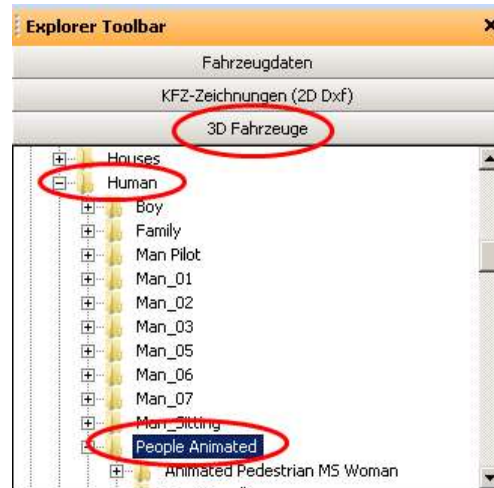 Explorer Toolbar
Fahrzeugdaten
KFZ-Zeichnungen (2D Dxf)
3D Fahrzeuge
Houses
Human
Boy
Family
Man Pilot
Man_01
Man_02
Man_03
Man_05
Man_06
Man_07
Man_Sitting
People Animated
Animated Pedestrian MS Woman